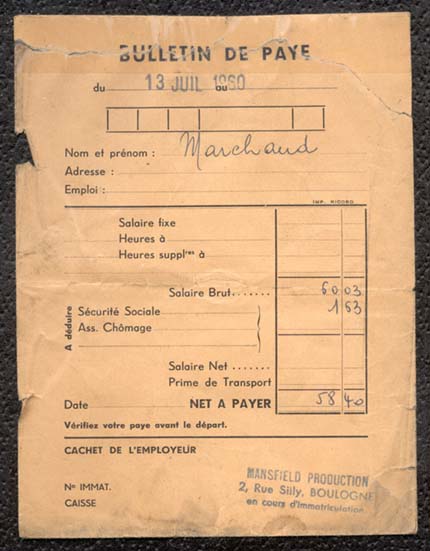 BULLETIN DE PAYE
du 13 JUIL 1960 au
Nom et prénom : Marchand
Adresse :
Emploi :
IMP. RICORD
Salaire fixe
Heures à
Heures supplres à
Salaire Brut 60 03
A déduire
Sécurité Sociale 1 63
Ass. Chômage
Salaire Net
Prime de Transport
Date NET A PAYER 58 40
Vérifiez votre paye avant le départ.
CACHET DE L'EMPLOYEUR
MANSFIELD PRODUCTION
2, Rue Silly, BOULOGNE
en cours d'immatriculation
No IMMAT.
CAISSE